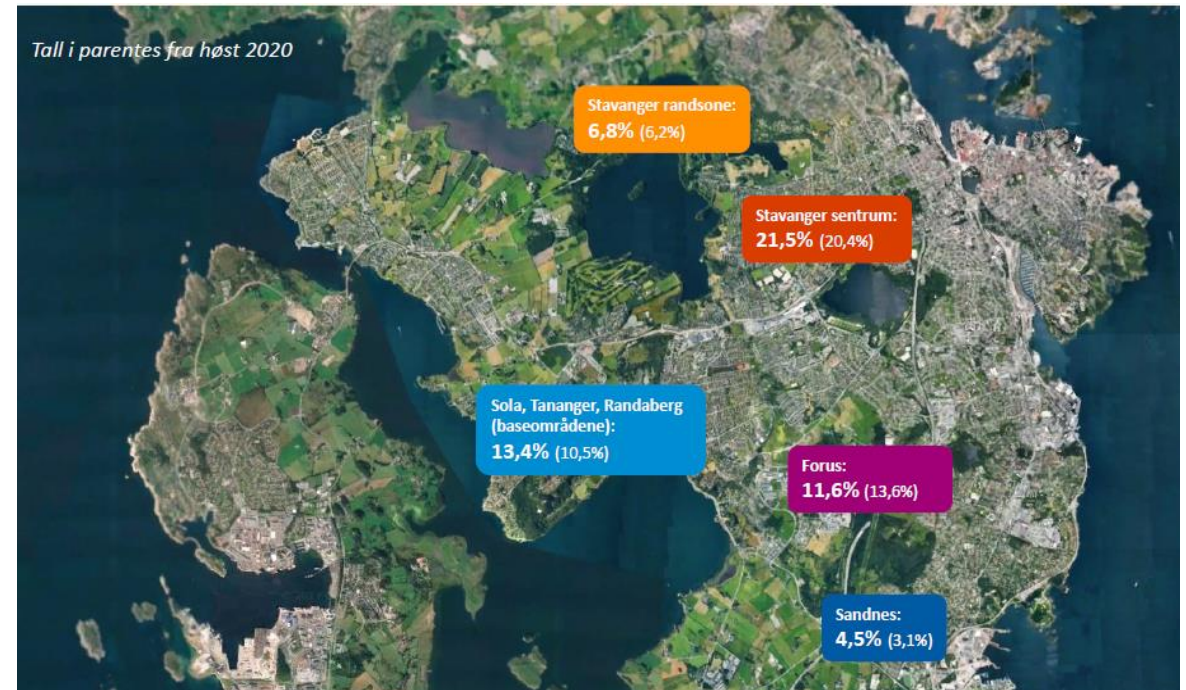 Tall i parentes fra høst 2020
Stavanger randsone:
6,8% (6,2%)
Stavanger sentrum:
21,5% (20,4%)
Sola, Tananger, Randaberg
(baseområdene):
13,4% (10,5%)
Forus:
11,6% (13,6%)
Sandnes:
4,5% (3,1%)